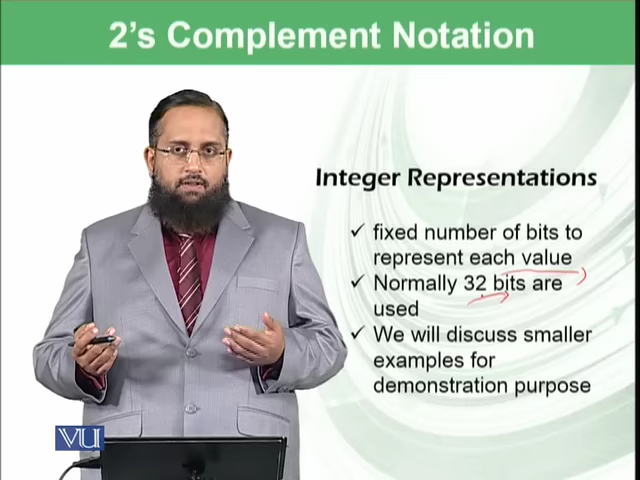 2's Complement Notation
Integer Representations
✓ fixed number of bits to
represent each value
✓ Normally 32 bits are
used
✓ We will discuss smaller
examples for
demonstration purpose
VU